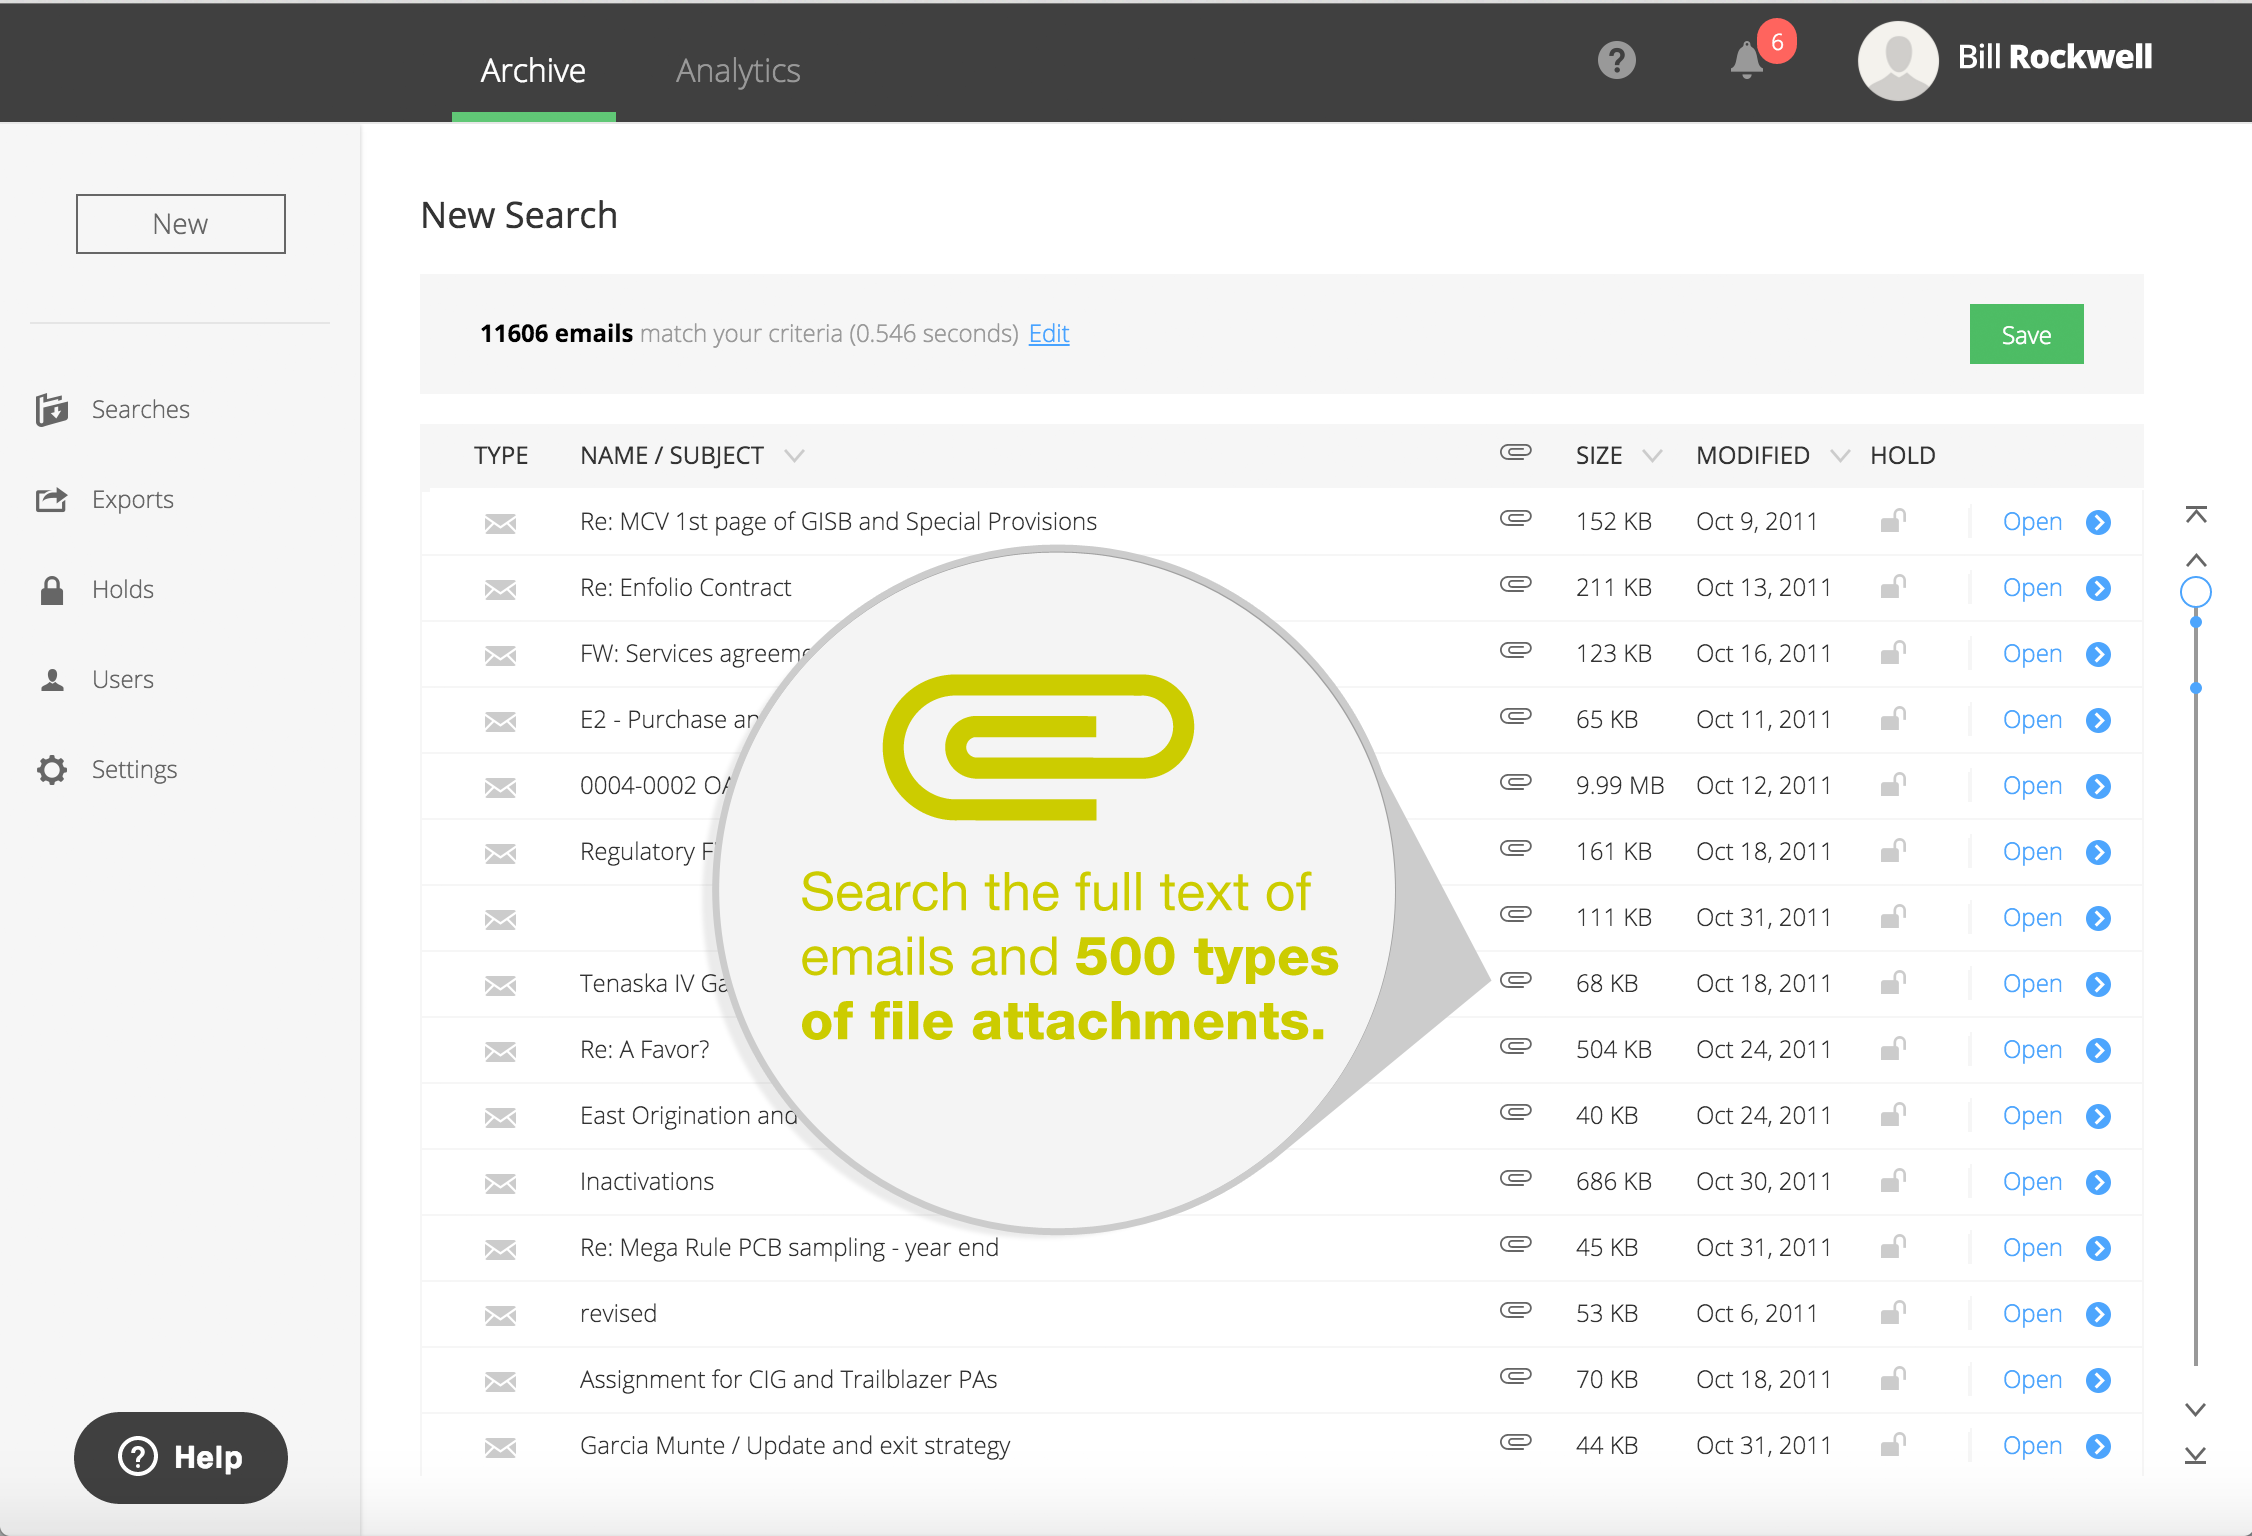 Archive Analytics ? 6 Bill Rockwell
New
New Search
11606 emails match your criteria (0.546 seconds) Edit Save
Searches
Exports
Holds
Users
Settings
TYPE NAME / SUBJECT SIZE MODIFIED HOLD
Re: MCV 1st page of GISB and Special Provisions 152 KB Oct 9, 2011 Open
Re: Enfolio Contract 211 KB Oct 13, 2011 Open
FW: Services 123 KB Oct 16, 2011 Open
E2 - Purchase 65 KB Oct 11, 2011 Open
0004-0002 9.99 MB Oct 12, 2011 Open
Regulatory 161 KB Oct 18, 2011 Open
111 KB Oct 31, 2011 Open
Tenaska IV 68 KB Oct 18, 2011 Open
Re: A Favor? 504 KB Oct 24, 2011 Open
East Origination and 40 KB Oct 24, 2011 Open
Inactivations 686 KB Oct 30, 2011 Open
Re: Mega Rule PCB sampling - year end 45 KB Oct 31, 2011 Open
revised 53 KB Oct 6, 2011 Open
Assignment for CIG and Trailblazer PAs 70 KB Oct 18, 2011 Open
Garcia Munte / Update and exit strategy 44 KB Oct 31, 2011 Open
Search the full text of
emails and 500 types
of file attachments.
? Help